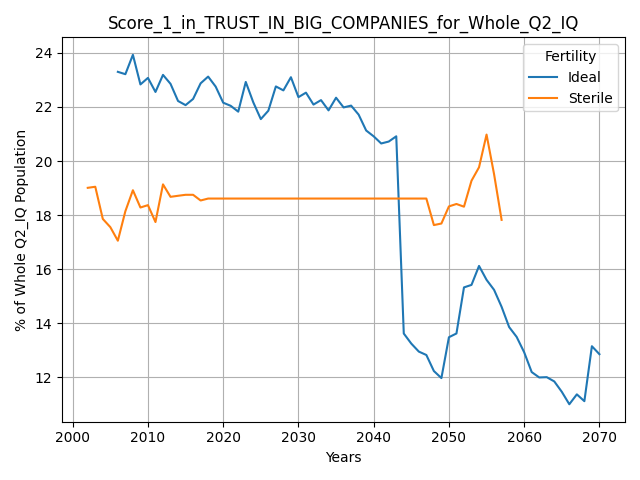 Score_1_in_TRUST_IN_BIG_COMPANIES_for_Whole_Q2_IQ
Fertility
Ideal
Sterile
% of Whole Q2_IQ Population
24
22
20
18
16
14
12
2000 2010 2020 2030 2040 2050 2060 2070
Years